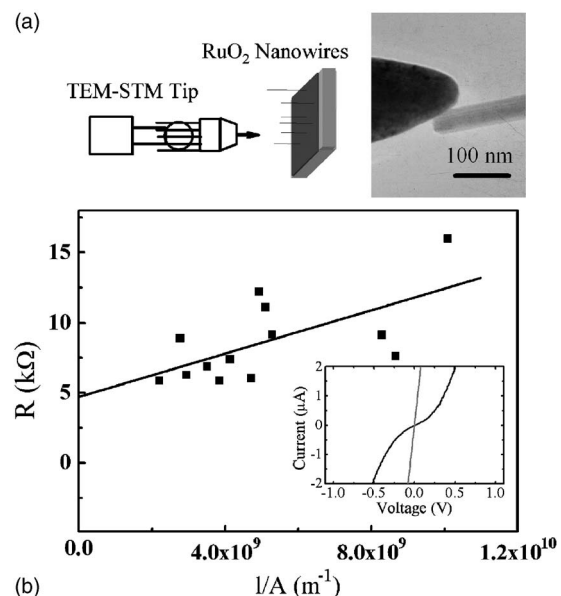 (a)
RuO₂ Nanowires
TEM-STM Tip
100 nm
15
10
5
0
R (kΩ)
2
1
0
-1
-2
Current (μA)
-1.0 -0.5 0.0 0.5 1.0
Voltage (V)
0.0 4.0x10⁹ 8.0x10⁹ 1.2x10¹⁰
(b)
l/A (m⁻¹)